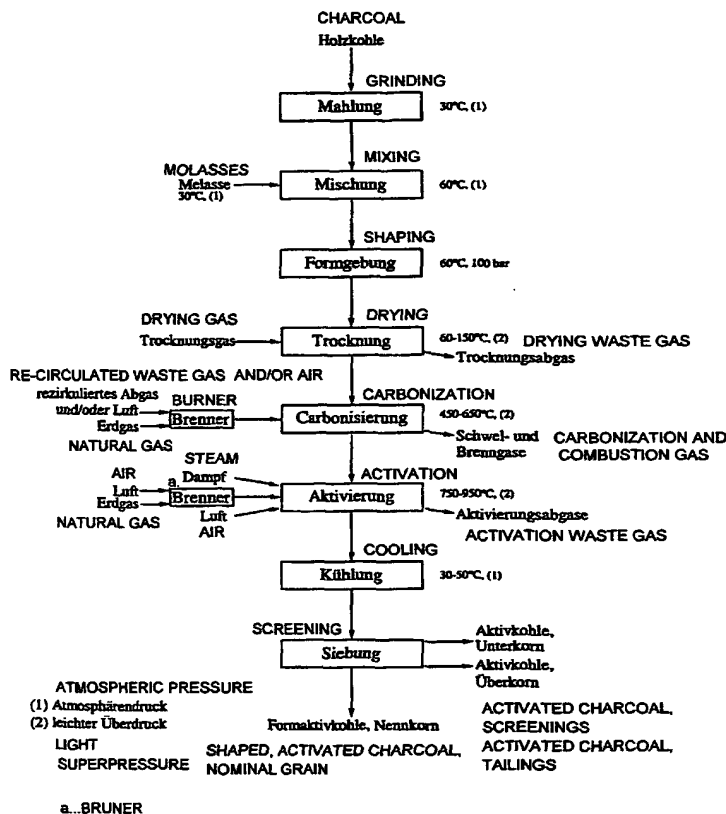 CHARCOAL
Holzkohle
GRINDING
Mahlung
30°C, (1)
MIXING
MOLASSES
Melasse
30°C, (1)
Mischung
60°C, (1)
SHAPING
Formgebung
60°C, 100 bar
DRYING
DRYING GAS
Trocknungsgas
Trocknung
60-150°C, (2)
DRYING WASTE GAS
Trocknungsabgas
RE-CIRCULATED WASTE GAS AND/OR AIR
rezirkuliertes Abgas
und/oder Luft
Erdgas
NATURAL GAS
BURNER
Brenner
CARBONIZATION
Carbonisierung
450-650°C, (2)
Schwel- und
Brenngase
CARBONIZATION AND
COMBUSTION GAS
STEAM
Dampf
AIR
Luft
Erdgas
NATURAL GAS
a.
Brenner
Luft
AIR
ACTIVATION
Aktivierung
750-950°C, (2)
Aktivierungsabgase
ACTIVATION WASTE GAS
COOLING
Kühlung
30-50°C, (1)
SCREENING
Siebung
Aktivkohle,
Unterkorn
Aktivkohle,
Überkorn
ATMOSPHERIC PRESSURE
(1) Atmosphärendruck
(2) leichter Überdruck
LIGHT
SUPERPRESSURE
Formaktivkohle, Nennkorn
SHAPED, ACTIVATED CHARCOAL,
NOMINAL GRAIN
ACTIVATED CHARCOAL,
SCREENINGS
ACTIVATED CHARCOAL,
TAILINGS
a...BRUNER